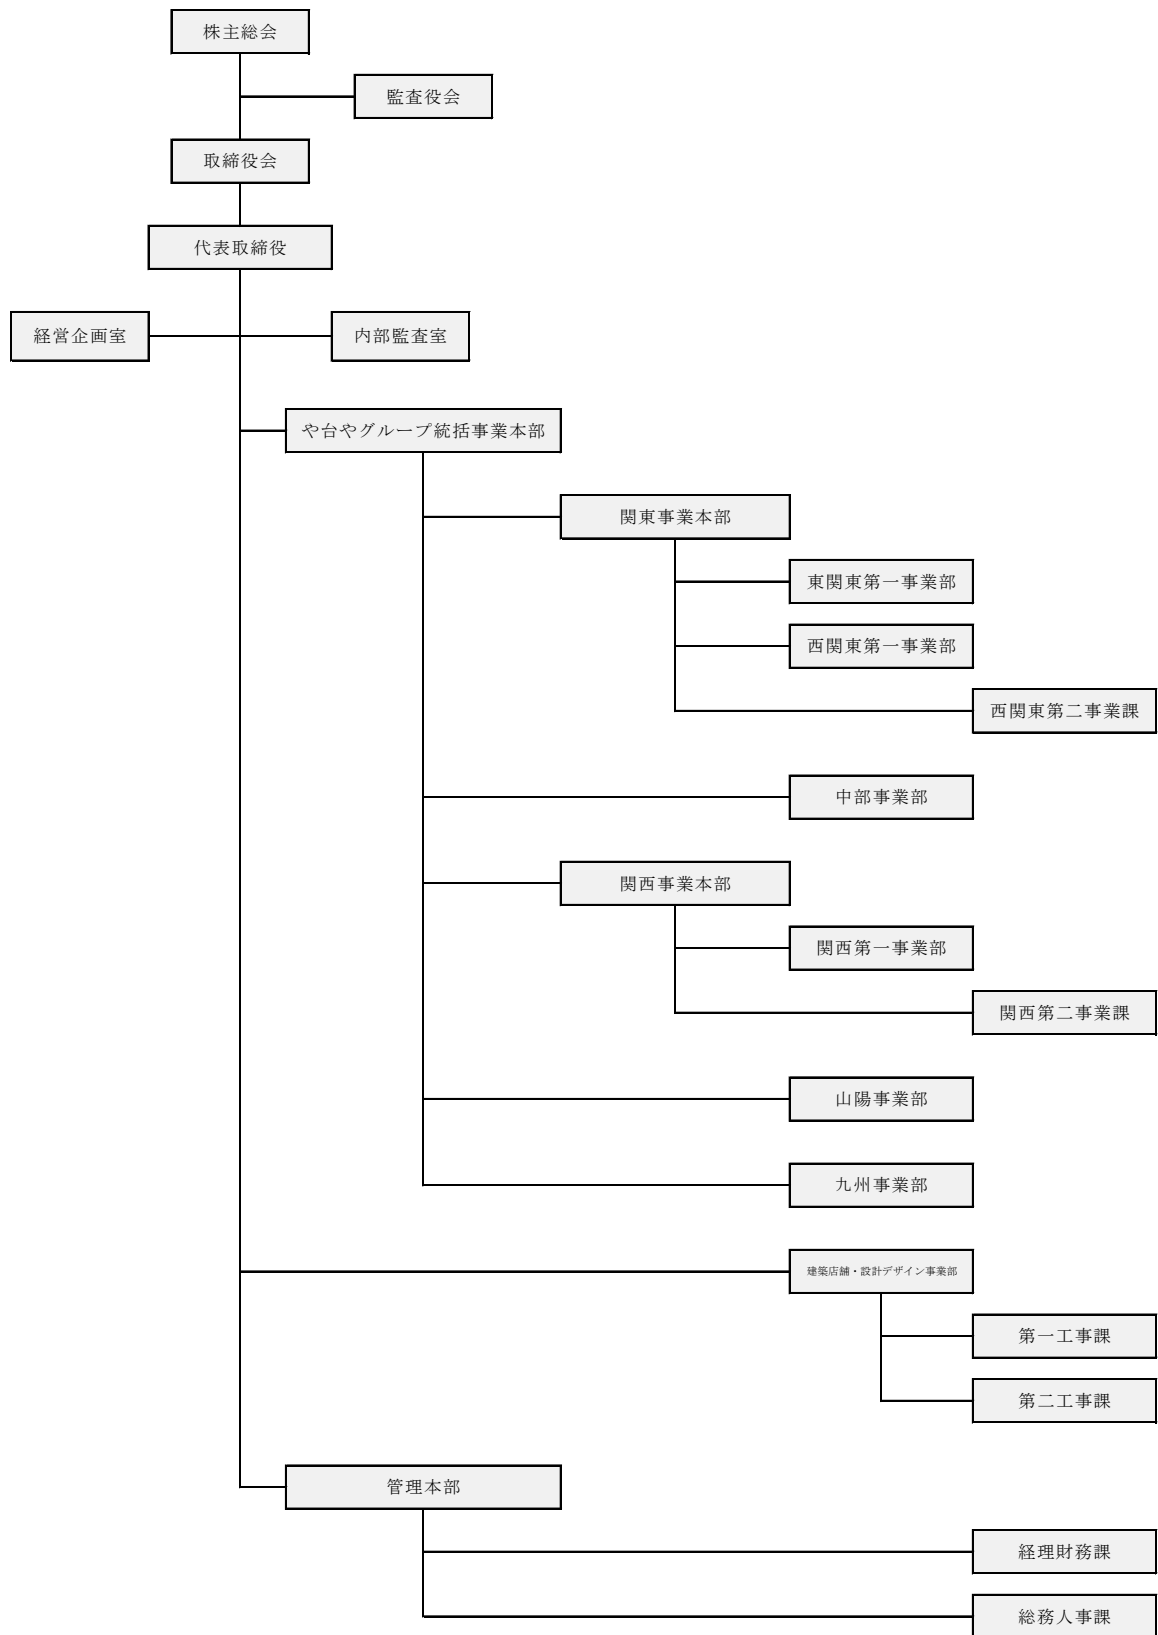 株主総会
監査役会
取締役会
代表取締役
経営企画室
内部監査室
や台やグループ統括事業本部
関東事業本部
東関東第一事業部
西関東第一事業部
西関東第二事業課
中部事業部
関西事業本部
関西第一事業部
関西第二事業課
山陽事業部
九州事業部
建築店舗・設計デザイン事業部
第一工事課
第二工事課
管理本部
経理財務課
総務人事課